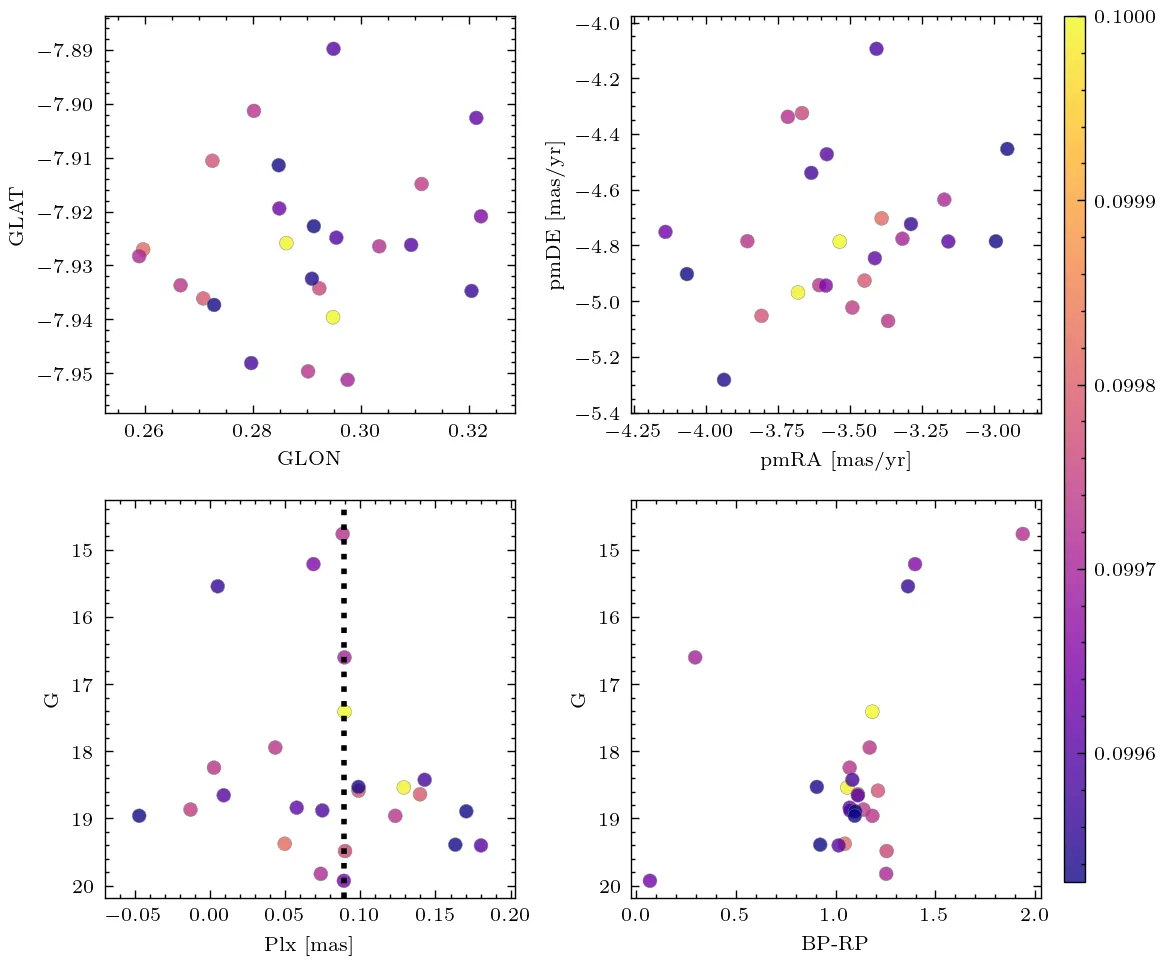 −7.89
−7.90
−7.91
−7.92
−7.93
−7.94
−7.95
GLAT
0.26 0.28 0.30 0.32
GLON
−4.0
−4.2
−4.4
−4.6
−4.8
−5.0
−5.2
−5.4
pmDE [mas/yr]
−4.25 −4.00 −3.75 −3.50 −3.25 −3.00
pmRA [mas/yr]
0.1000
0.0999
0.0998
0.0997
0.0996
15
16
17
18
19
20
G
−0.05 0.00 0.05 0.10 0.15 0.20
Plx [mas]
15
16
17
18
19
20
G
0.0 0.5 1.0 1.5 2.0
BP-RP